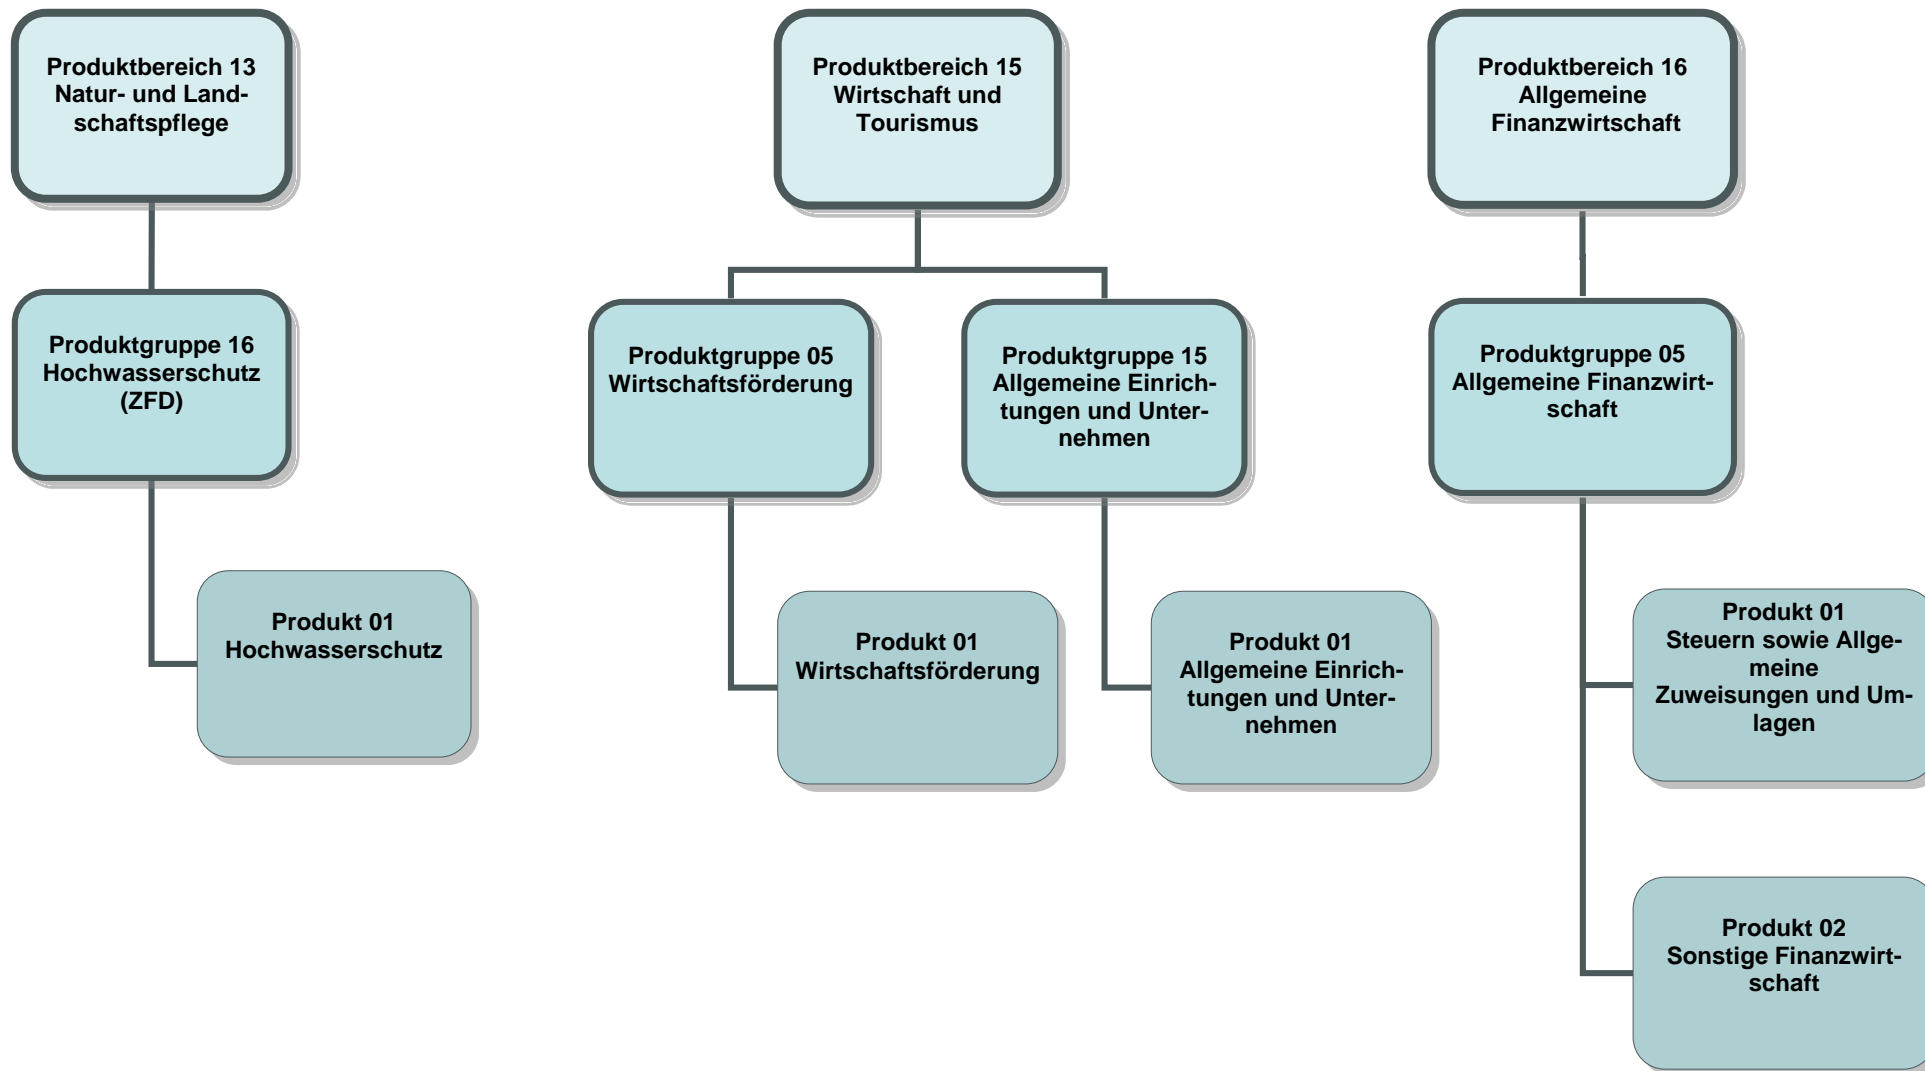 Produktbereich 13
Natur- und Land-
schaftspflege
Produktbereich 15
Wirtschaft und
Tourismus
Produktbereich 16
Allgemeine
Finanzwirtschaft
Produktgruppe 16
Hochwasserschutz
(ZFD)
Produktgruppe 05
Wirtschaftsförderung
Produktgruppe 15
Allgemeine Einrich-
tungen und Unter-
nehmen
Produktgruppe 05
Allgemeine Finanzwirt-
schaft
Produkt 01
Hochwasserschutz
Produkt 01
Wirtschaftsförderung
Produkt 01
Allgemeine Einrich-
tungen und Unter-
nehmen
Produkt 01
Steuern sowie Allge-
meine
Zuweisungen und Um-
lagen
Produkt 02
Sonstige Finanzwirt-
schaft